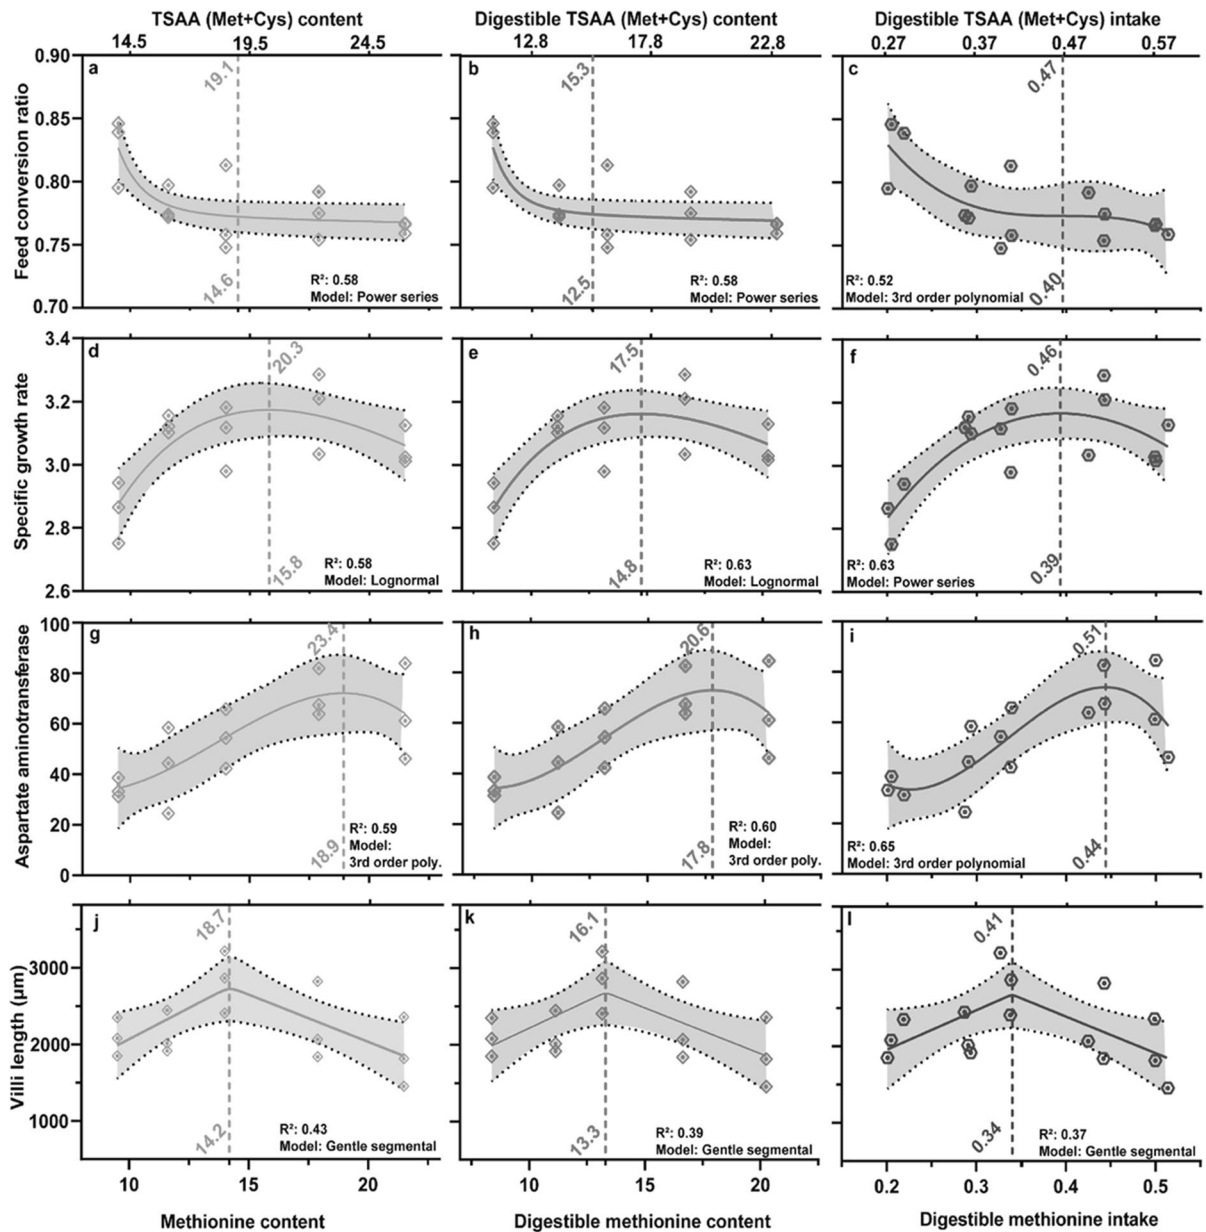 TSAA (Met+Cys) content
Digestible TSAA (Met+Cys) content
Digestible TSAA (Met+Cys) intake
14.5 19.5 24.5
12.8 17.8 22.8
0.27 0.37 0.47 0.57
Feed conversion ratio
0.90
0.85
0.80
0.75
0.70
a
19.1
14.6
R²: 0.58
Model: Power series
b
15.3
12.5
R²: 0.58
Model: Power series
c
0.47
0.40
R²: 0.52
Model: 3rd order polynomial
Specific growth rate
3.4
3.2
3.0
2.8
2.6
d
20.3
15.8
R²: 0.58
Model: Lognormal
e
17.5
14.8
R²: 0.63
Model: Lognormal
f
0.46
0.39
R²: 0.63
Model: Power series
Aspartate aminotransferase
100
80
60
40
20
0
g
23.4
18.9
R²: 0.59
Model:
3rd order poly.
h
20.6
17.8
R²: 0.60
Model:
3rd order poly.
i
0.51
0.44
R²: 0.65
Model: 3rd order polynomial
Villi length (µm)
3000
2000
1000
j
18.7
14.2
R²: 0.43
Model: Gentle segmental
k
16.1
13.3
R²: 0.39
Model: Gentle segmental
l
0.41
0.34
R²: 0.37
Model: Gentle segmental
10 15 20
10 15 20
0.2 0.3 0.4 0.5
Methionine content
Digestible methionine content
Digestible methionine intake